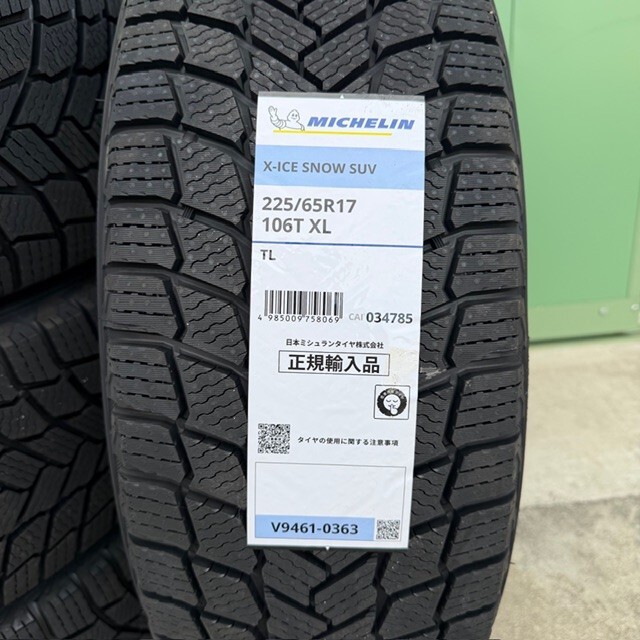 MICHELIN
X-ICE SNOW SUV
225/65R17
106T XL
TL
4 985009 758069
CAI 034785
日本ミシュランタイヤ株式会社
正規輸入品
タイヤの使用に関する注意事項
V9461-0363